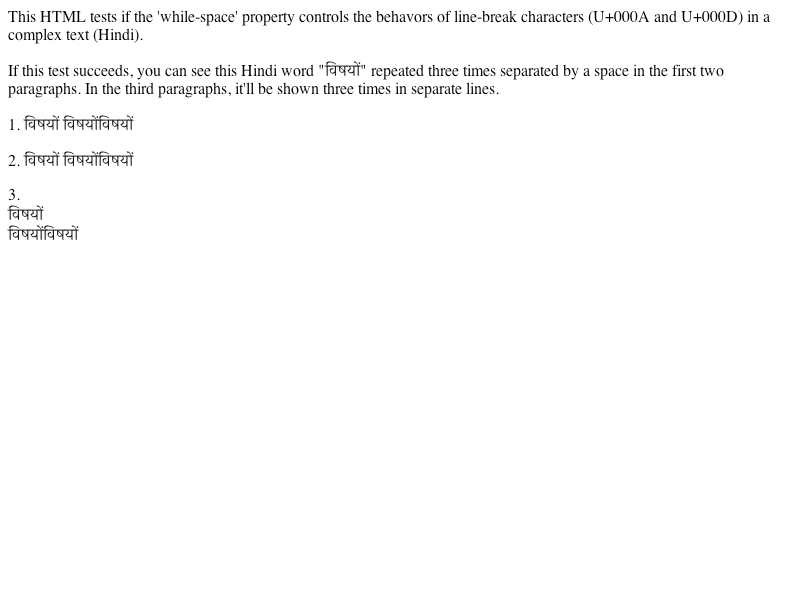 This HTML tests if the 'while-space' property controls the behavors of line-break characters (U+000A and U+000D) in a
complex text (Hindi).
If this test succeeds, you can see this Hindi word "विषयों" repeated three times separated by a space in the first two
paragraphs. In the third paragraphs, it'll be shown three times in separate lines.
1. विषयों विषयोंविषयों
2. विषयों विषयोंविषयों
3.
विषयों
विषयोंविषयों